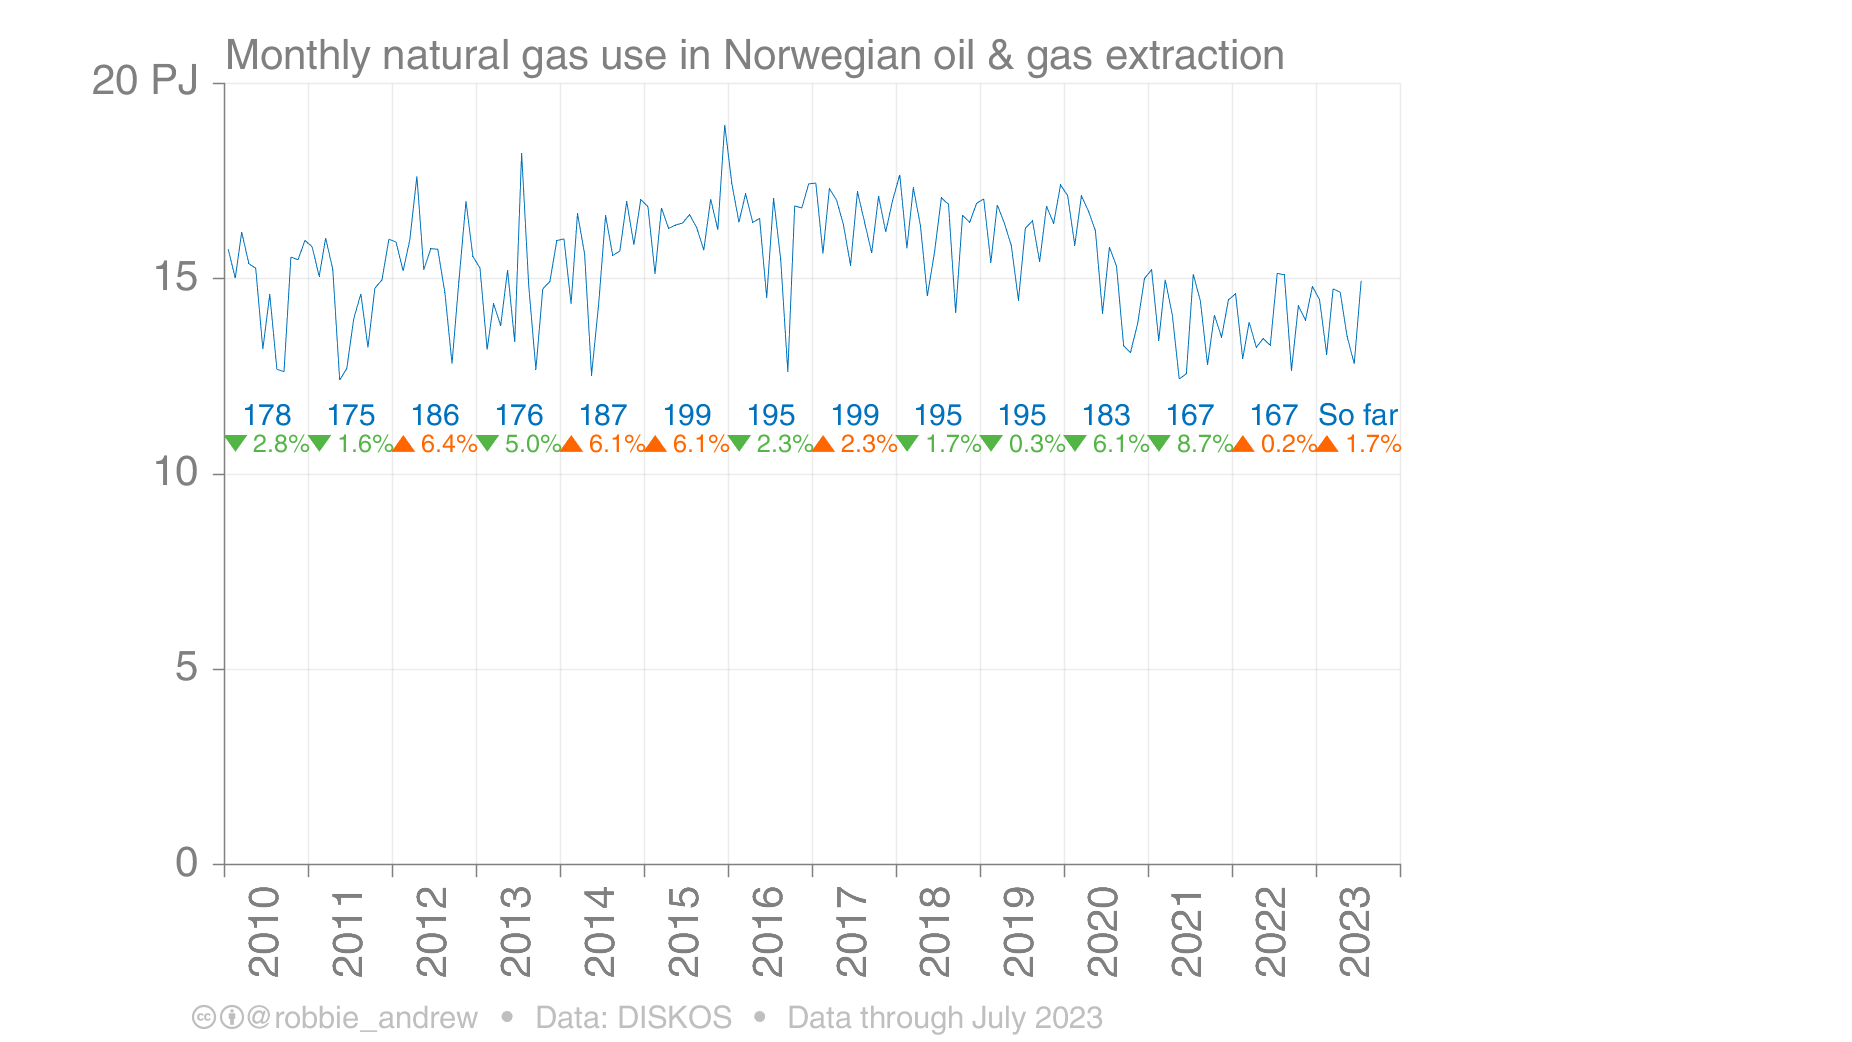 Monthly natural gas use in Norwegian oil & gas extraction
20 PJ
15
10
5
0
178 175 186 176 187 199 195 199 195 195 183 167 167 So far
▼ 2.8% ▼ 1.6% ▲ 6.4% ▼ 5.0% ▲ 6.1% ▲ 6.1% ▼ 2.3% ▲ 2.3% ▼ 1.7% ▼ 0.3% ▼ 6.1% ▼ 8.7% ▲ 0.2% ▲ 1.7%
2010 2011 2012 2013 2014 2015 2016 2017 2018 2019 2020 2021 2022 2023
@robbie_andrew • Data: DISKOS • Data through July 2023